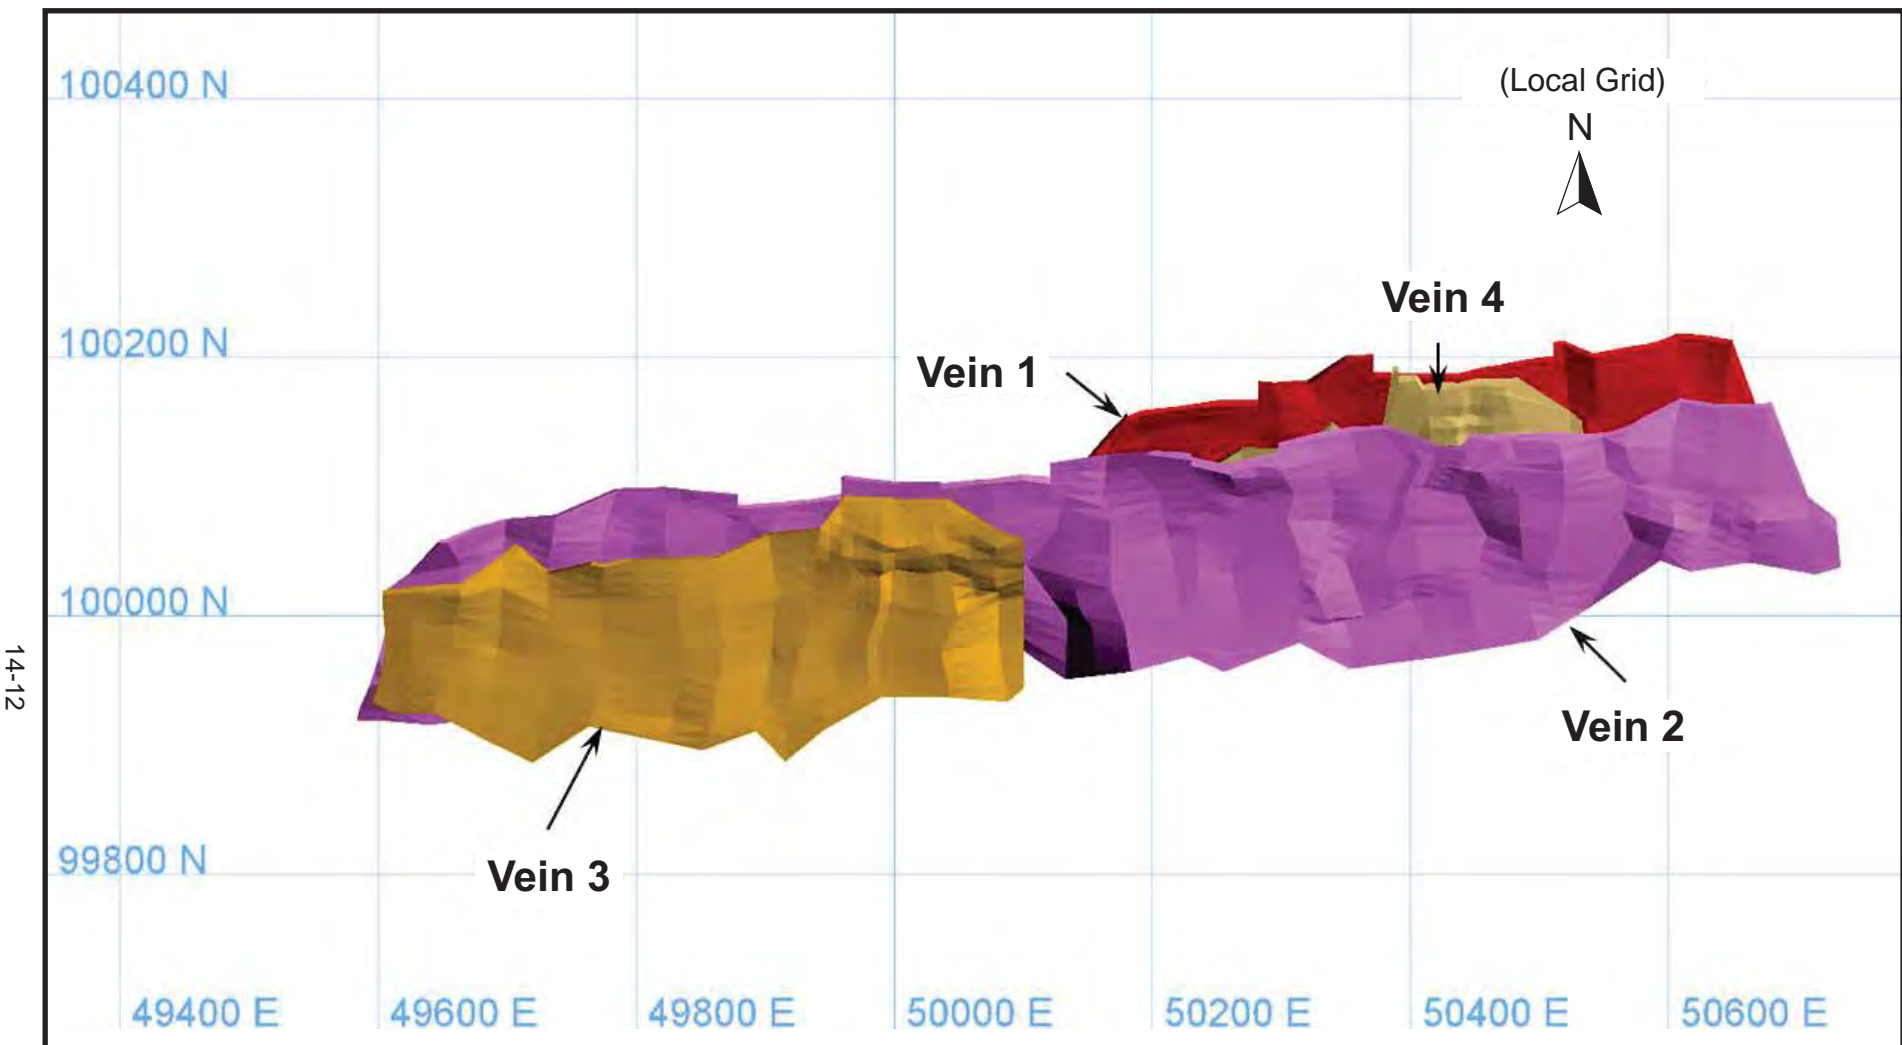 100400 N
(Local Grid)
N
Vein 4
100200 N
Vein 1
100000 N
14-12
Vein 2
99800 N
Vein 3
49400 E
49600 E
49800 E
50000 E
50200 E
50400 E
50600 E